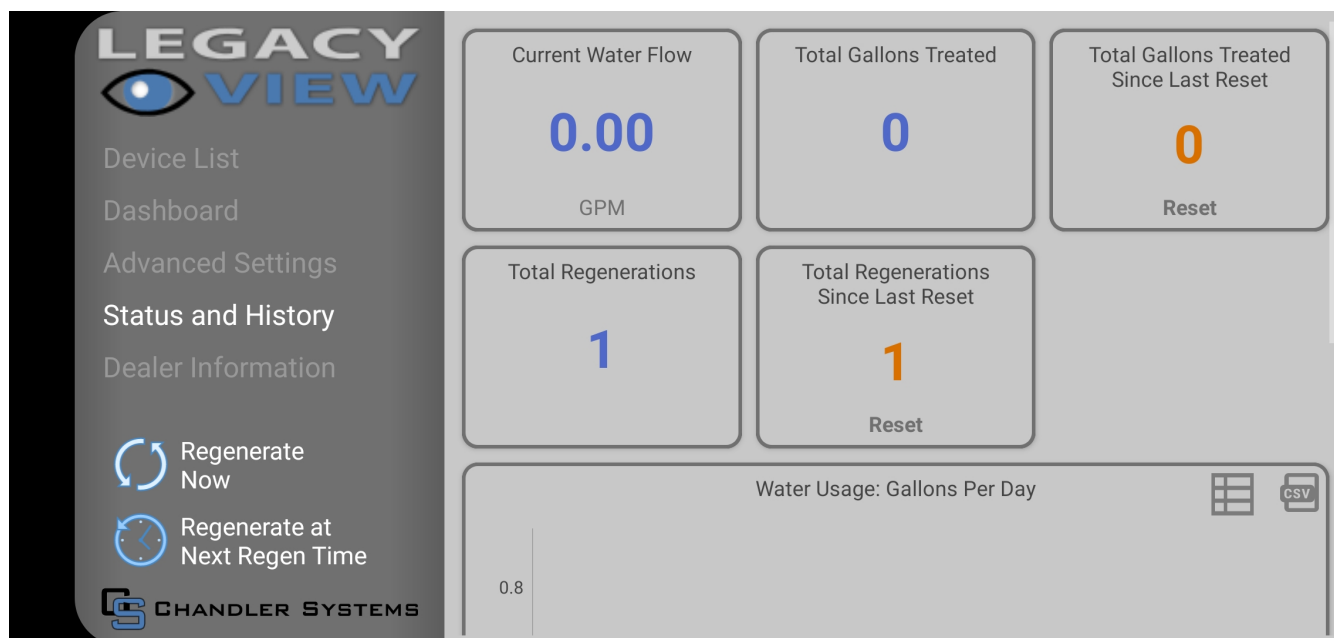 LEGACY
VIEW
Device List
Dashboard
Advanced Settings
Status and History
Dealer Information
Regenerate
Now
Regenerate at
Next Regen Time
CS CHANDLER SYSTEMS
Current Water Flow
0.00
GPM
Total Gallons Treated
0
Total Gallons Treated
Since Last Reset
0
Reset
Total Regenerations
1
Total Regenerations
Since Last Reset
1
Reset
Water Usage: Gallons Per Day
CSV
0.8